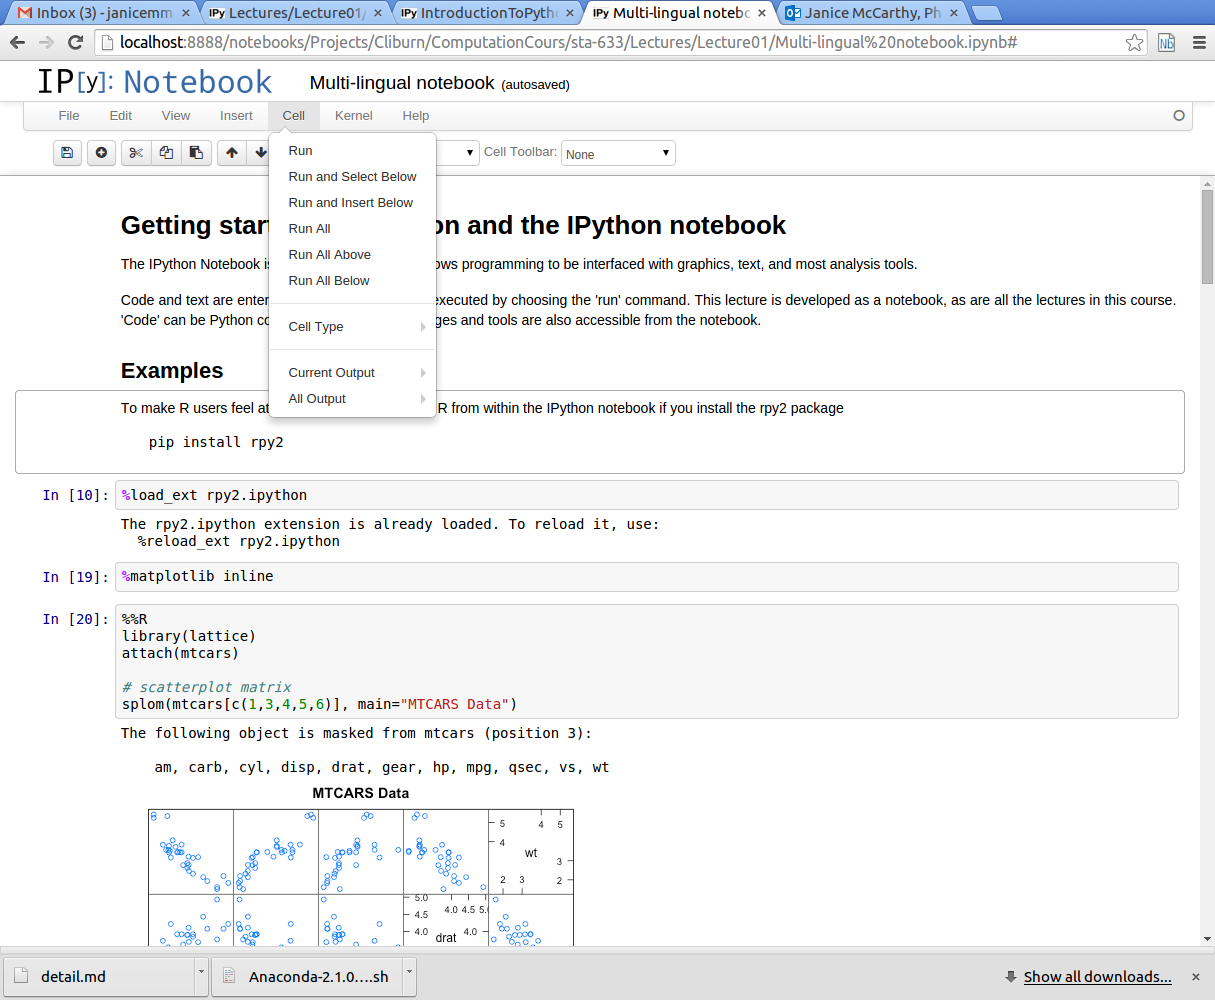 Inbox (3) - janicemm
IPy Lectures/Lecture01/
IPy IntroductionToPyth
IPy Multi-lingual notebo
Janice McCarthy, Ph
localhost:8888/notebooks/Projects/Cliburn/ComputationCours/sta-633/Lectures/Lecture01/Multi-lingual%20notebook.ipynb#
IP[y]: Notebook Multi-lingual notebook (autosaved)
File Edit View Insert Cell Kernel Help
Cell Toolbar: None
Run
Run and Select Below
Run and Insert Below
Run All
Run All Above
Run All Below
Cell Type
Current Output
All Output
Getting star on and the IPython notebook
The IPython Notebook is ows programming to be interfaced with graphics, text, and most analysis tools.
Code and text are enter executed by choosing the 'run' command. This lecture is developed as a notebook, as are all the lectures in this course.
'Code' can be Python co ges and tools are also accessible from the notebook.
Examples
To make R users feel at R from within the IPython notebook if you install the rpy2 package
pip install rpy2
In [10]: %load_ext rpy2.ipython
The rpy2.ipython extension is already loaded. To reload it, use:
%reload_ext rpy2.ipython
In [19]: %matplotlib inline
In [20]: %%R
library(lattice)
attach(mtcars)
# scatterplot matrix
splom(mtcars[c(1,3,4,5,6)], main="MTCARS Data")
The following object is masked from mtcars (position 3):
am, carb, cyl, disp, drat, gear, hp, mpg, qsec, vs, wt
MTCARS Data
5 4 5
4
wt
3
2 3 2
5.0
4.5 4.0 4.5 5.
4.0 drat 4.0
detail.md
Anaconda-2.1.0....sh
Show all downloads...